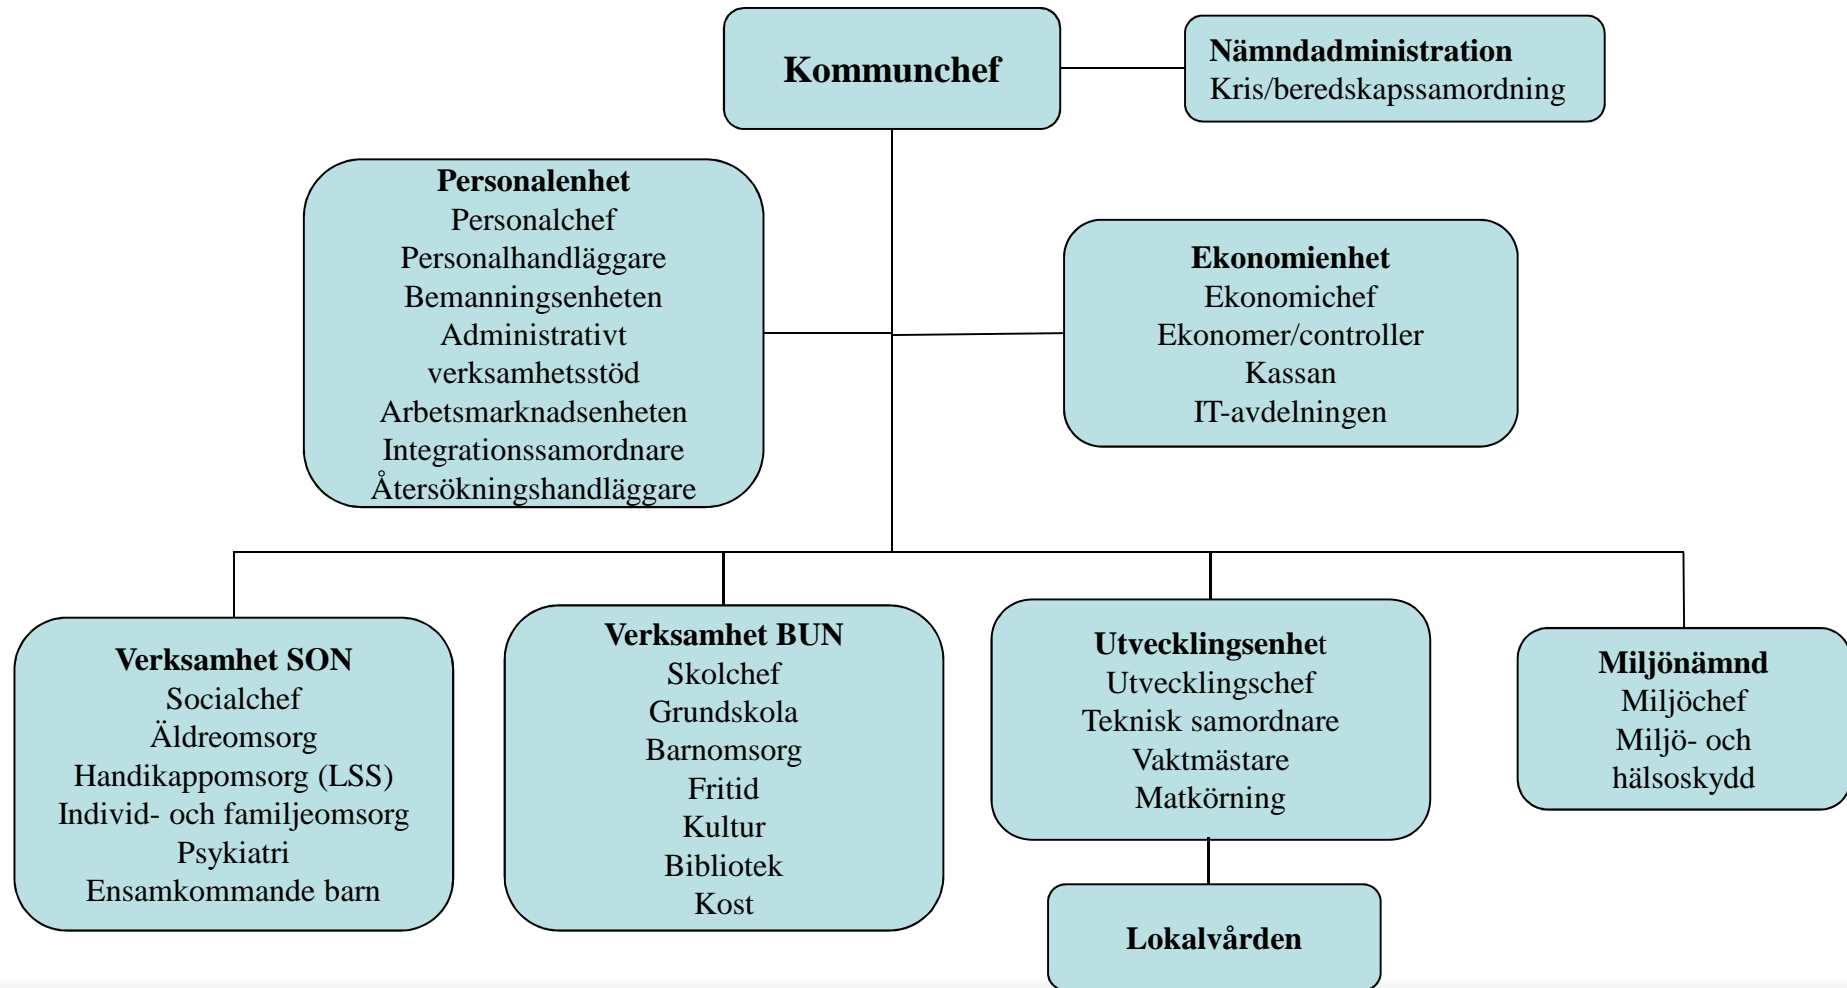 Kommunchef
Nämndadministration
Kris/beredskapssamordning
Personalenhet
Personalchef
Personalhandläggare
Bemanningsenheten
Administrativt
verksamhetsstöd
Arbetsmarknadsenheten
Integrationssamordnare
Återsökningshandläggare
Ekonomienhet
Ekonomichef
Ekonomer/controller
Kassan
IT-avdelningen
Verksamhet SON
Socialchef
Äldreomsorg
Handikappomsorg (LSS)
Individ- och familjeomsorg
Psykiatri
Ensamkommande barn
Verksamhet BUN
Skolchef
Grundskola
Barnomsorg
Fritid
Kultur
Bibliotek
Kost
Utvecklingsenhet
Utvecklingschef
Teknisk samordnare
Vaktmästare
Matkörning
Miljönämnd
Miljöchef
Miljö- och
hälsoskydd
Lokalvården